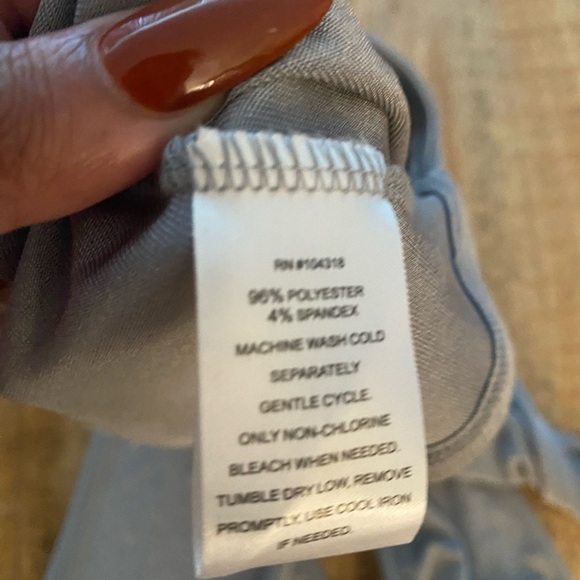 RN #104318
96% POLYESTER
4% SPANDEX
MACHINE WASH COLD
SEPARATELY
GENTLE CYCLE.
ONLY NON-CHLORINE
BLEACH WHEN NEEDED.
TUMBLE DRY LOW, REMOVE
PROMPTLY, USE COOL IRON
IF NEEDED.